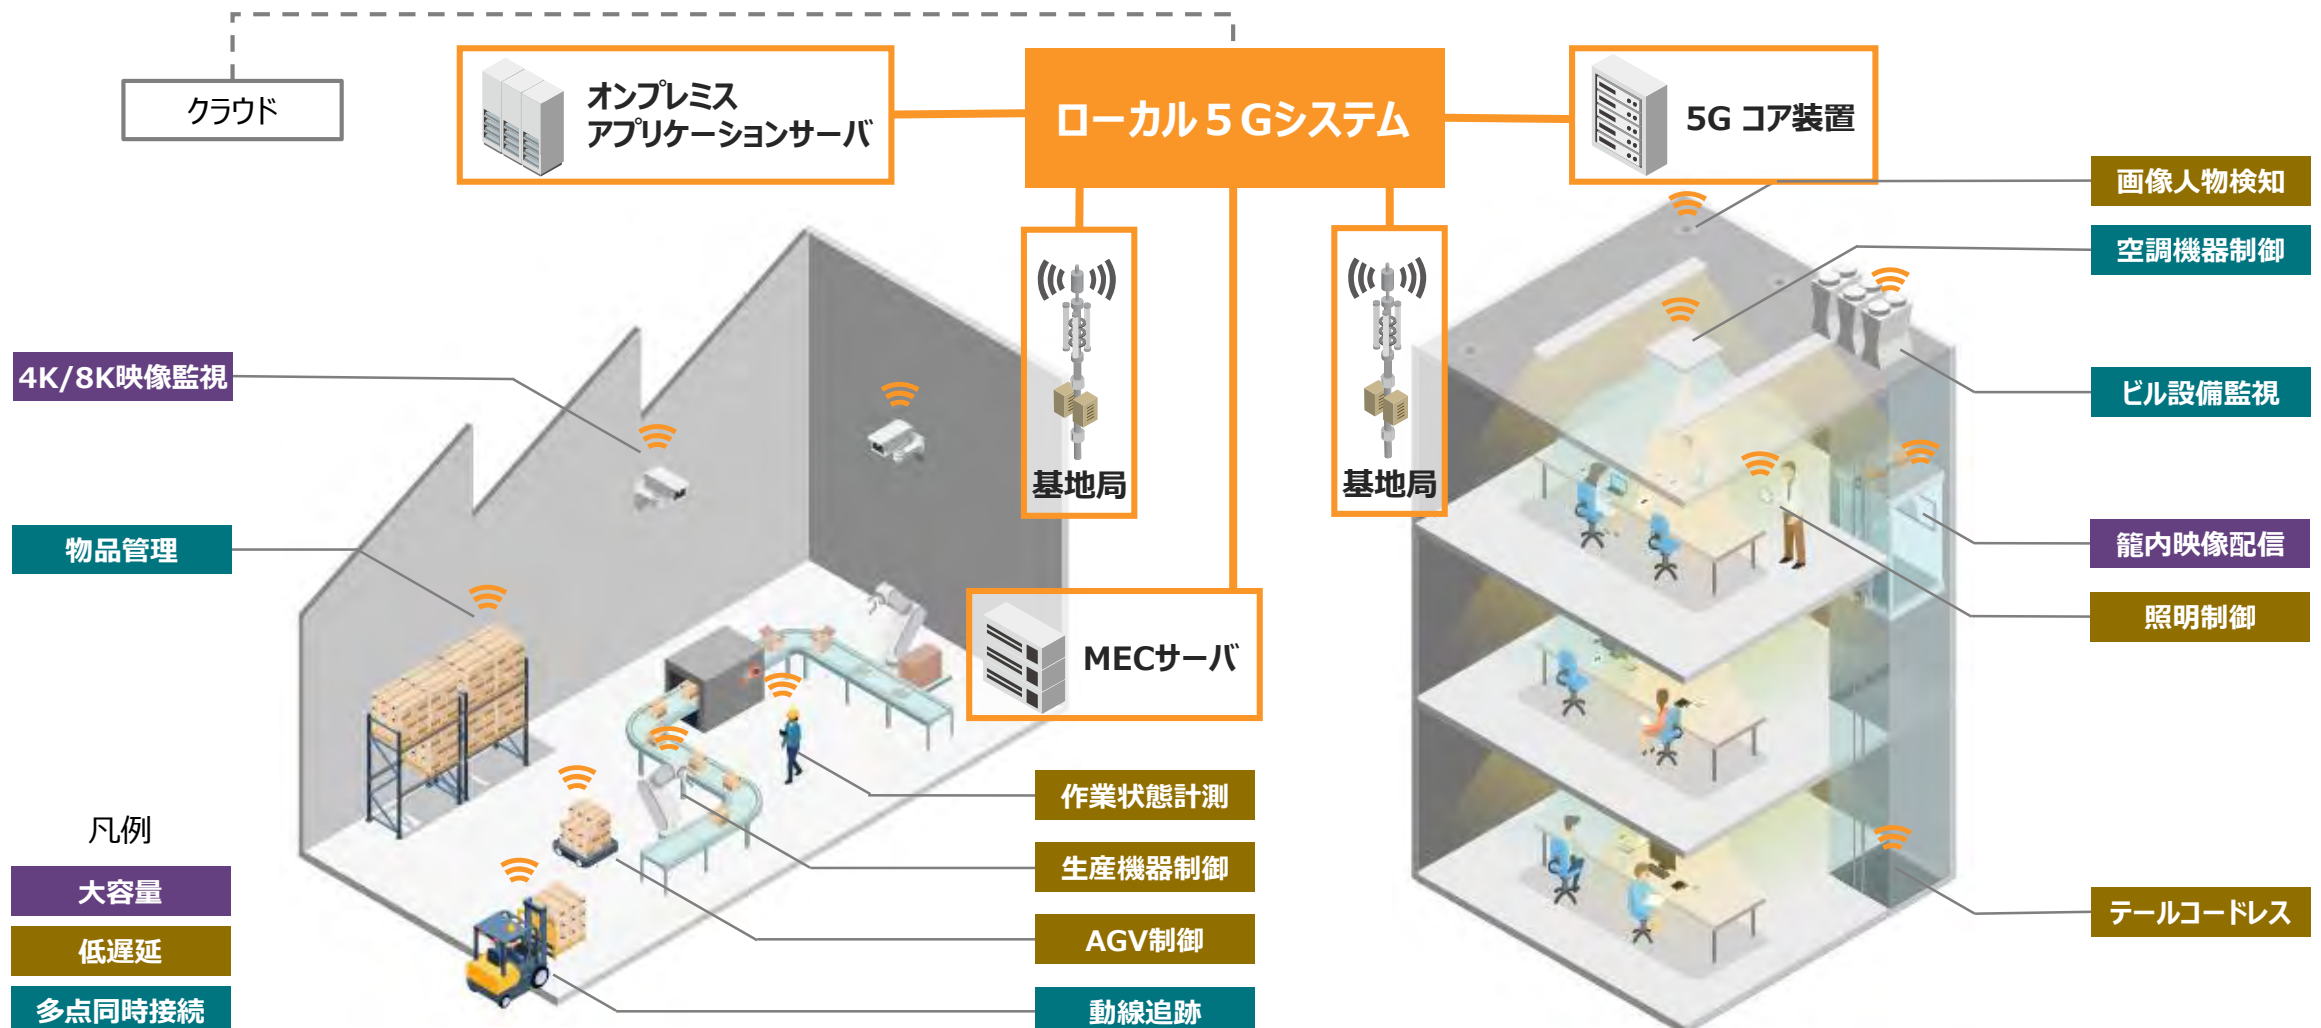 クラウド
オンプレミス
アプリケーションサーバ
ローカル５Gシステム
5G コア装置
基地局
基地局
MECサーバ
4K/8K映像監視
物品管理
作業状態計測
生産機器制御
AGV制御
動線追跡
画像人物検知
空調機器制御
ビル設備監視
籠内映像配信
照明制御
テールコードレス
凡例
大容量
低遅延
多点同時接続